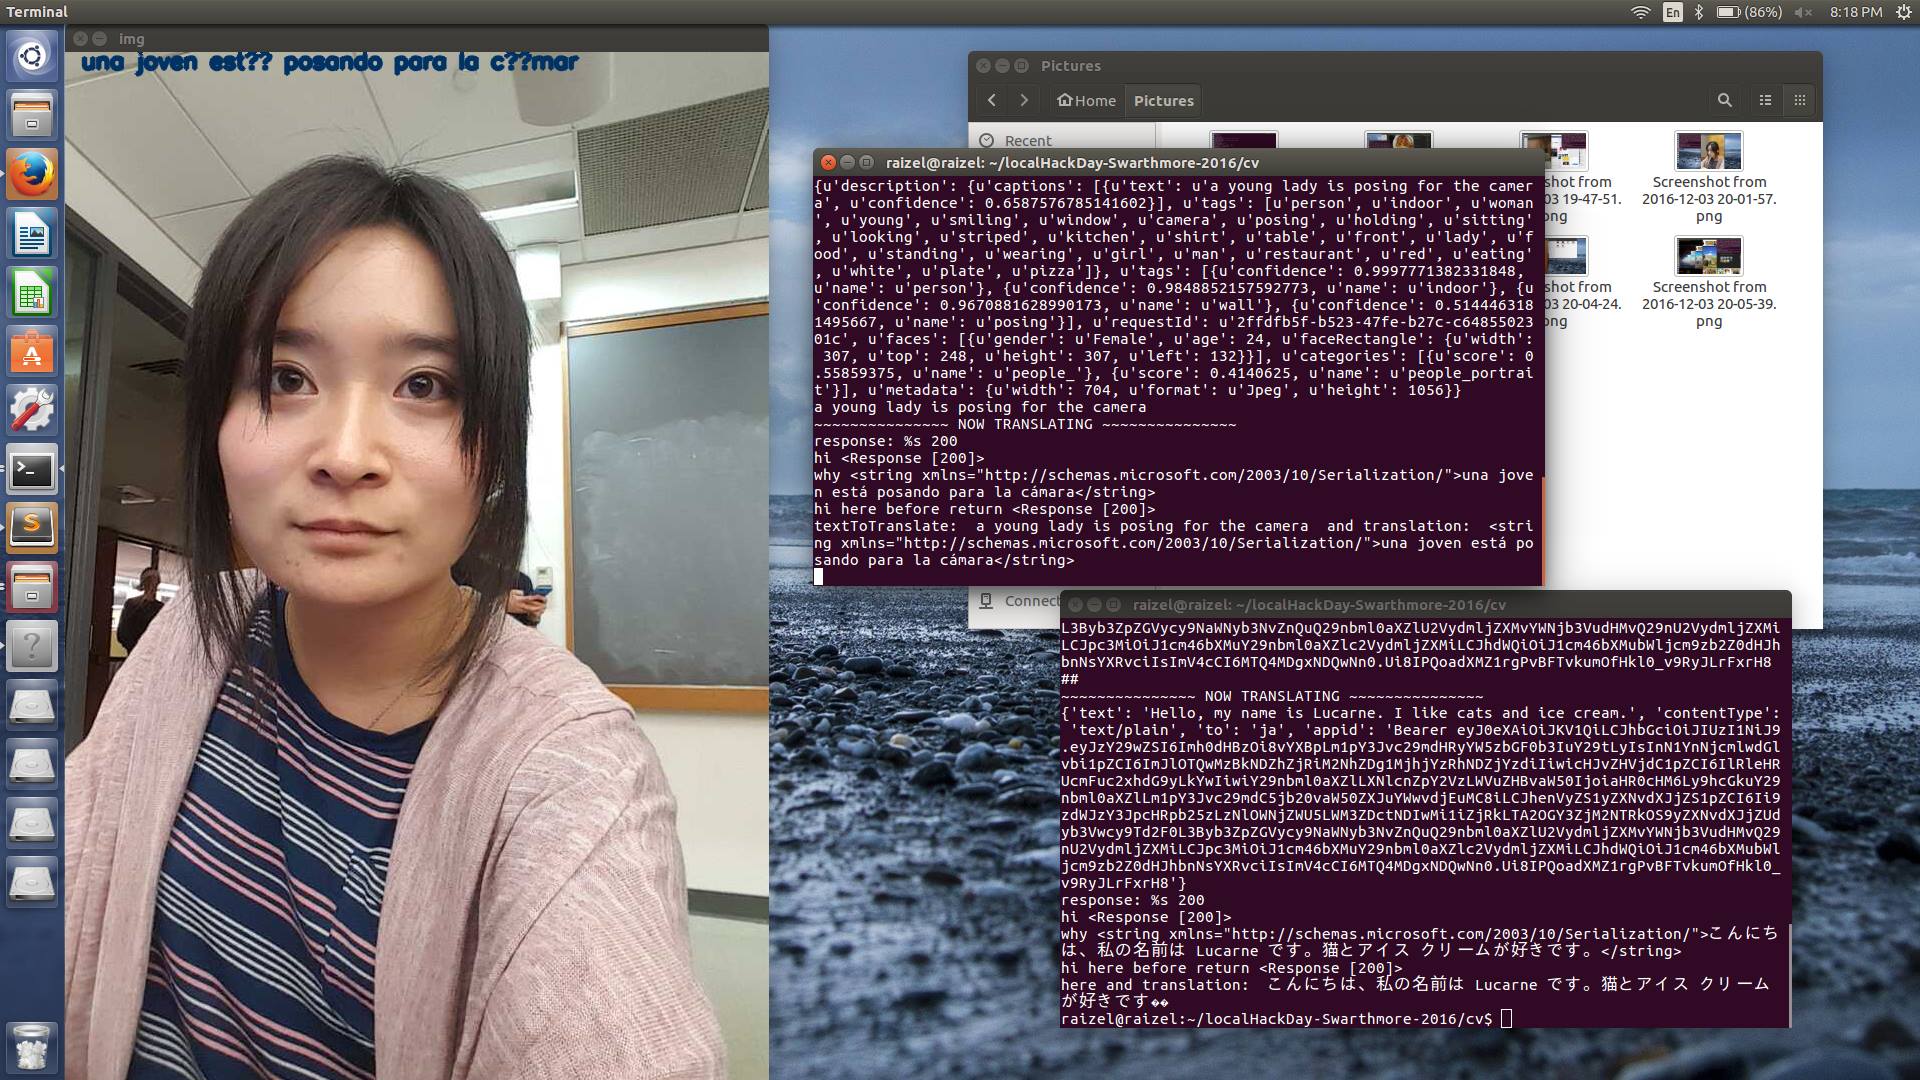 Terminal
En
(86%)
8:18 PM
img
una joven est?? posando para la c??mar
Pictures
Home
Pictures
Recent
shot from
03 19-47-51.
png
Screenshot from
2016-12-03 20-01-57.
png
shot from
03 20-04-24.
png
Screenshot from
2016-12-03 20-05-39.
png
Connect
raizel@raizel: ~/localHackDay-Swarthmore-2016/cv
{u'description': {u'captions': [{u'text': u'a young lady is posing for the camer
a', u'confidence': 0.6587576785141602}], u'tags': [u'person', u'indoor', u'woman
', u'young', u'smiling', u'window', u'camera', u'posing', u'holding', u'sitting'
, u'looking', u'striped', u'kitchen', u'shirt', u'table', u'front', u'lady', u'f
ood', u'standing', u'wearing', u'girl', u'man', u'restaurant', u'red', u'eating'
, u'white', u'plate', u'pizza']}, u'tags': [{u'confidence': 0.9997771382331848,
u'name': u'person'}, {u'confidence': 0.9848852157592773, u'name': u'indoor'}, {u
'confidence': 0.9670881628990173, u'name': u'wall'}, {u'confidence': 0.514446318
1495667, u'name': u'posing'}], u'requestId': u'2ffdfb5f-b523-47fe-b27c-c64855023
01c', u'faces': [{u'gender': u'Female', u'age': 24, u'faceRectangle': {u'width':
307, u'top': 248, u'height': 307, u'left': 132}}], u'categories': [{u'score': 0
.55859375, u'name': u'people_'}, {u'score': 0.4140625, u'name': u'people_portrai
t'}], u'metadata': {u'width': 704, u'format': u'Jpeg', u'height': 1056}}
a young lady is posing for the camera
~~~~~~~~~~~~~~~ NOW TRANSLATING ~~~~~~~~~~~~~~~
response: %s 200
hi <Response [200]>
why <string xmlns="http://schemas.microsoft.com/2003/10/Serialization/">una jove
n está posando para la cámara</string>
hi here before return <Response [200]>
textToTranslate:  a young lady is posing for the camera  and translation:  <stri
ng xmlns="http://schemas.microsoft.com/2003/10/Serialization/">una joven está po
sando para la cámara</string>
raizel@raizel: ~/localHackDay-Swarthmore-2016/cv
##
~~~~~~~~~~~~~~~ NOW TRANSLATING ~~~~~~~~~~~~~~~
{'text': 'Hello, my name is Lucarne. I like cats and ice cream.', 'contentType':
'text/plain', 'to': 'ja', 'appid': 'Bearer
response: %s 200
hi <Response [200]>
why <string xmlns="http://schemas.microsoft.com/2003/10/Serialization/">こんにち
は、私の名前は Lucarne です。猫とアイス クリームが好きです。</string>
hi here before return <Response [200]>
here and translation:  こんにちは、私の名前は Lucarne です。猫とアイス クリーム
が好きです
raizel@raizel:~/localHackDay-Swarthmore-2016/cv$